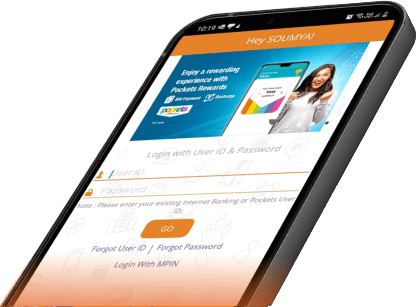 10:19
Hey SOUMYA!
Enjoy a rewarding
experience with
Pockets Rewards
Bill Payment Recharge
pockets
Login with User ID & Password
User ID
Password
Note : Please enter your existing Internet Banking or Pockets User
ID.
GO
Forgot User ID | Forgot Password
Login With MPIN